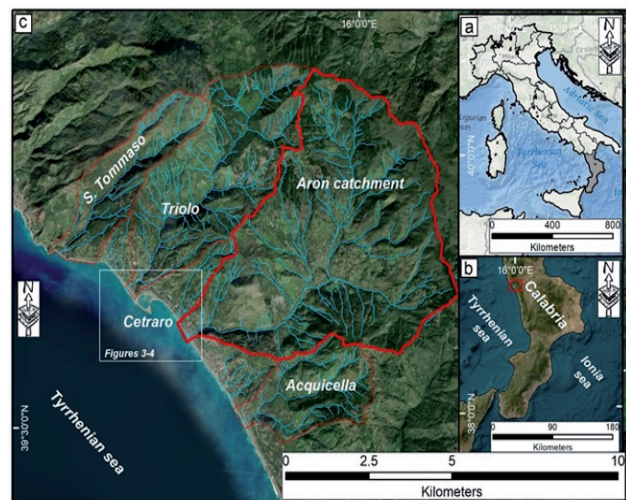 c
16°0'0"E
S. Tommaso
Triolo
Aron catchment
Cetraro
Figures 3-4
Acquicella
Tyrrhenian sea
39°30'0"N
N
0 2.5 5 10
Kilometers
a
N
Adriatic Sea
Ligurian
Tyrrhenian
Sea
40°0'0"N
0 400 800
Kilometers
b
16°0'0"E
N
Calabria
Tyrrhenian
sea
Ionia
sea
38°0'0"N
0 90 180
Kilometers